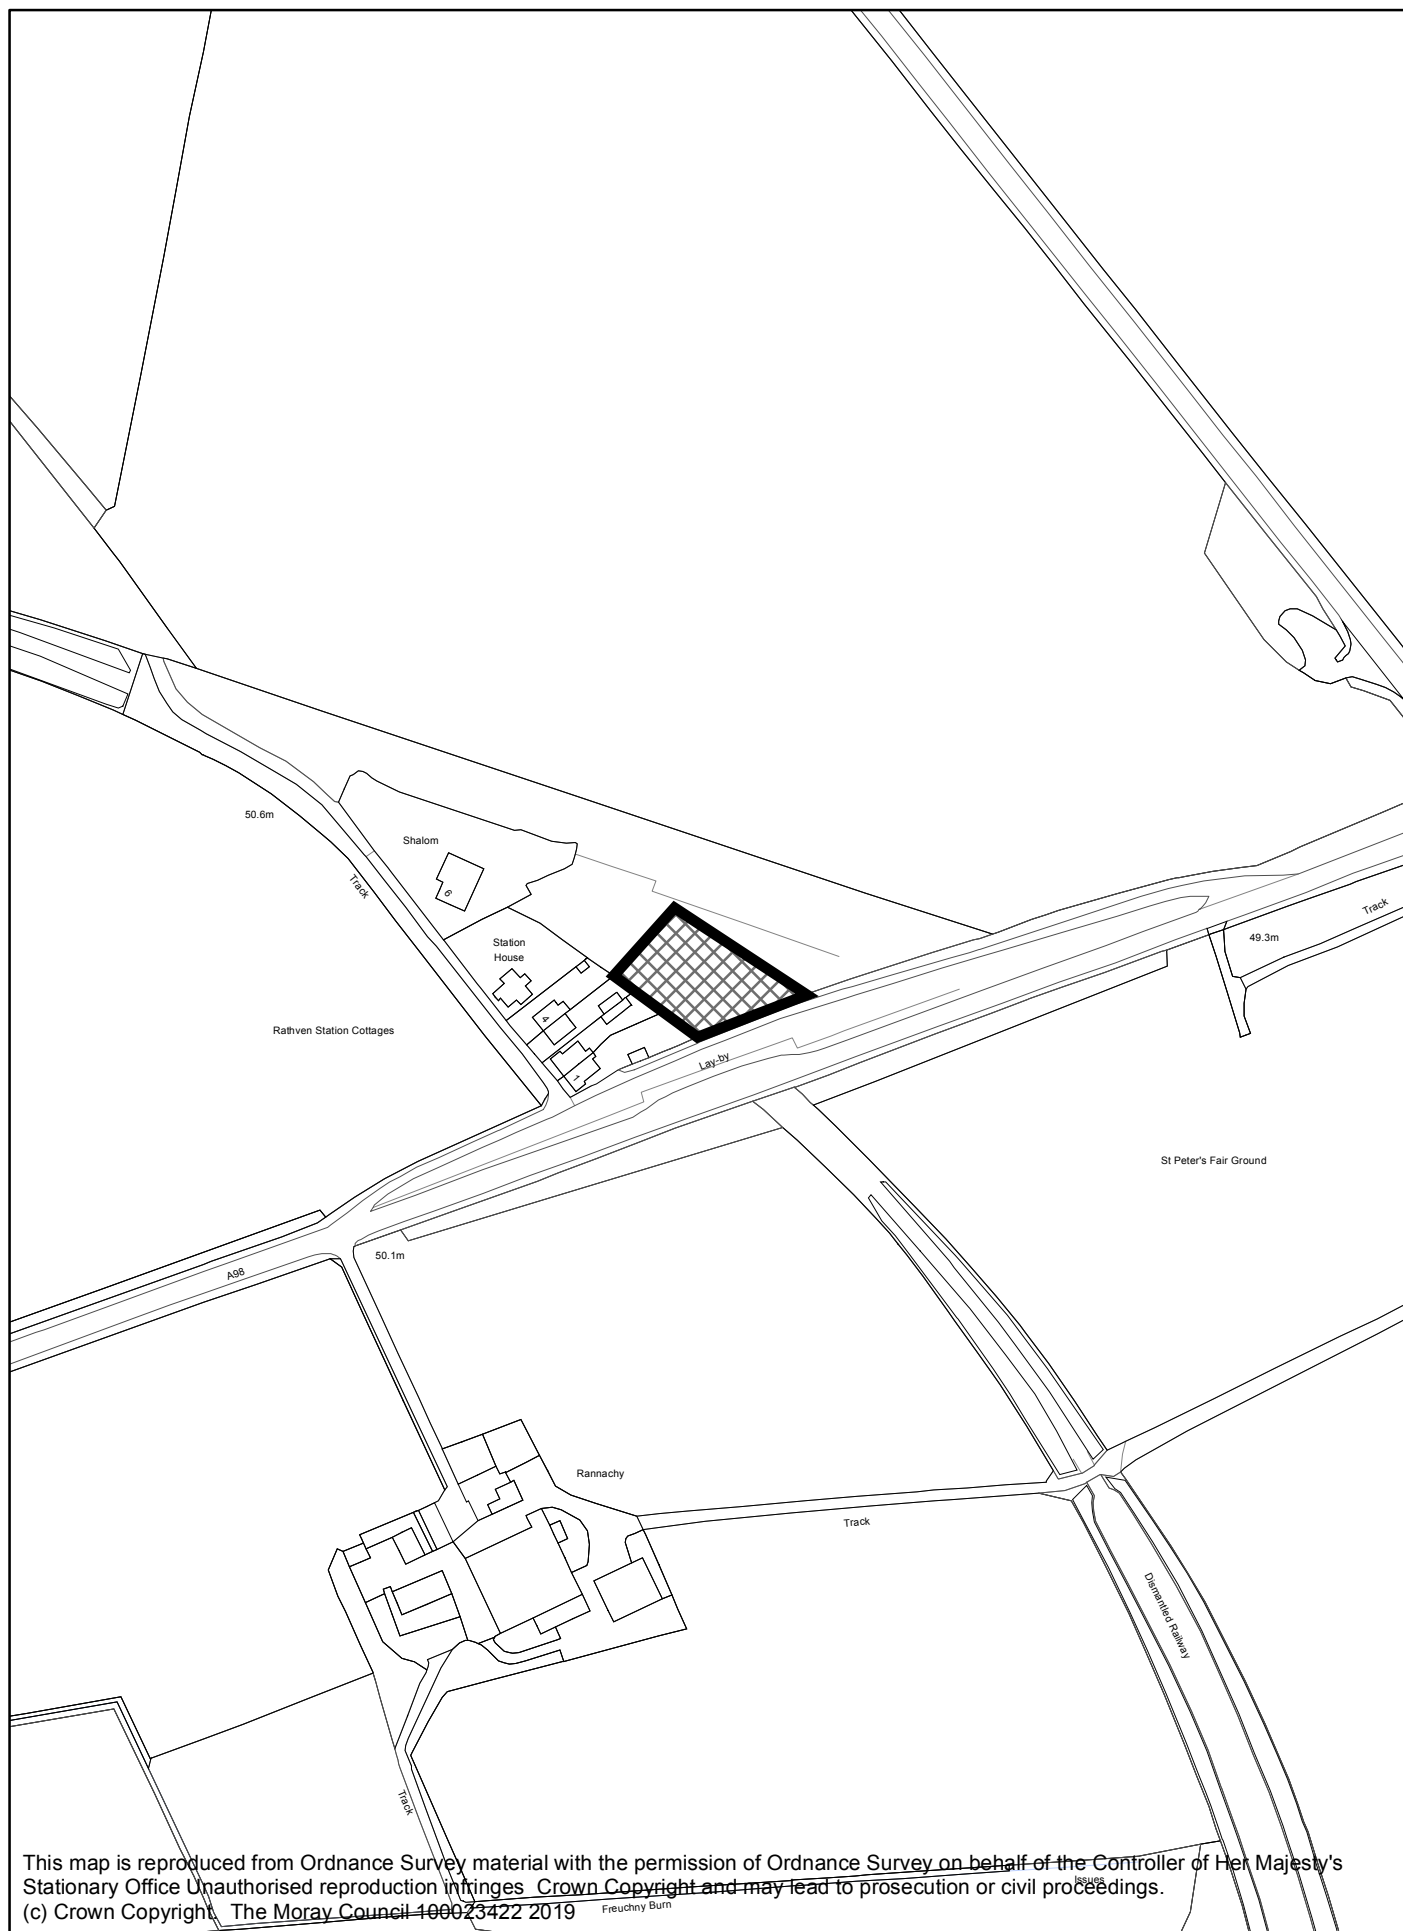 50.6m
Shalom
6
Track
Track
Station
House
49.3m
4
Rathven Station Cottages
Lay-by
1
St Peter's Fair Ground
50.1m
A98
Rannachy
Track
Dismantled Railway
Track
This map is reproduced from Ordnance Survey material with the permission of Ordnance Survey on behalf of the Controller of Her Majesty's
Issues
Stationary Office Unauthorised reproduction infringes Crown Copyright and may lead to prosecution or civil proceedings.
(c) Crown Copyright. The Moray Council 100023422 2019
Freuchny Burn